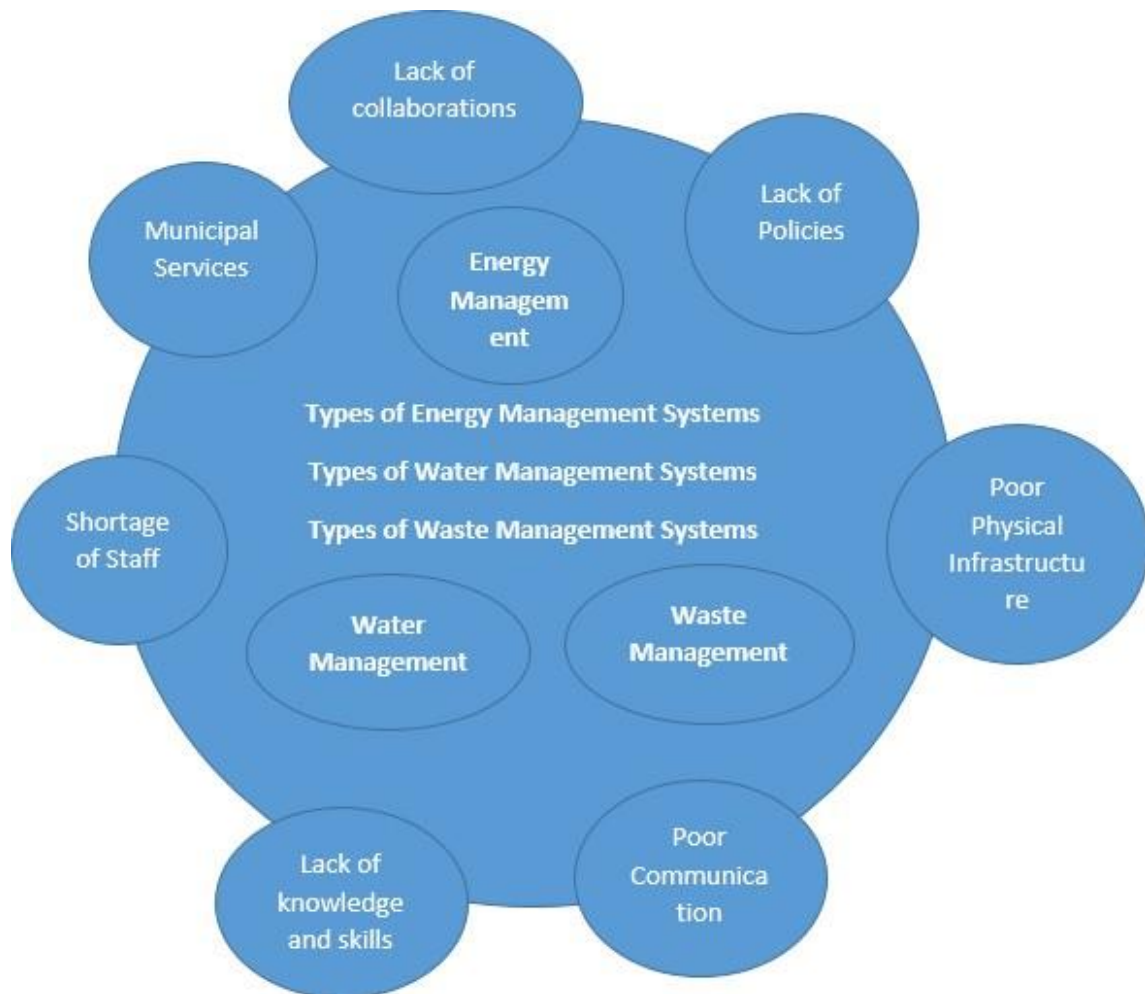 Lack of
collaborations
Lack of
Policies
Municipal
Services
Energy
Managem
ent
Types of Energy Management Systems
Types of Water Management Systems
Types of Waste Management Systems
Shortage
of Staff
Poor
Physical
Infrastructu
re
Water
Management
Waste
Management
Lack of
knowledge
and skills
Poor
Communica
tion